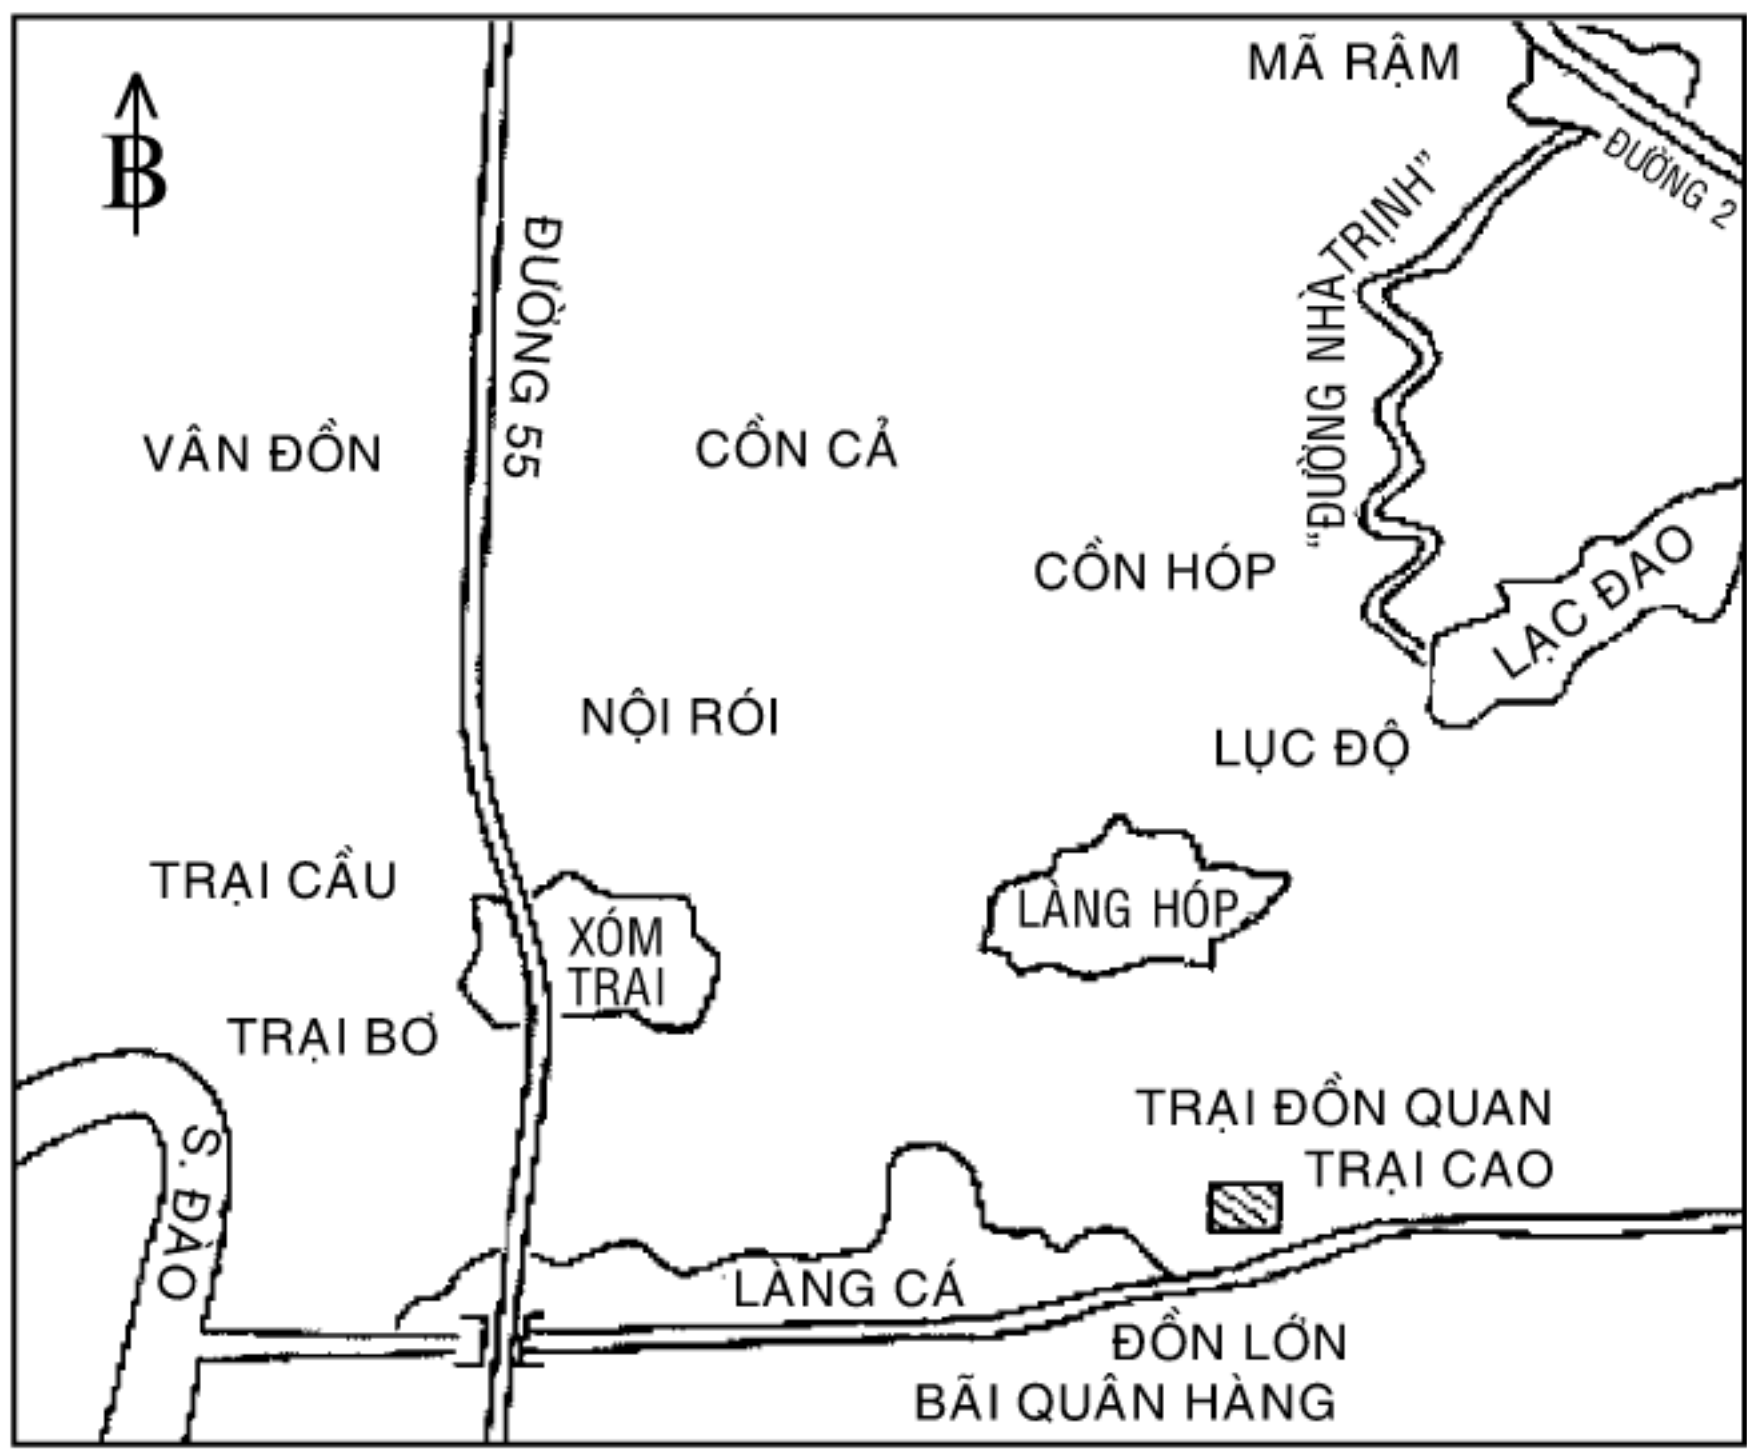 MÃ RẬM
B
ĐƯỜNG 2
"ĐƯỜNG NHÀ TRỊNH"
ĐƯỜNG 55
VÂN ĐỒN
CỒN CẢ
CỒN HÓP
LẠC ĐAO
NỘI RÓI
LỤC ĐỘ
TRẠI CẦU
LÀNG HÓP
XÓM
TRAI
TRẠI BƠ
TRẠI ĐỒN QUAN
S. ĐÀO
TRẠI CAO
LÀNG CÁ
ĐỒN LỚN
BÃI QUÂN HÀNG